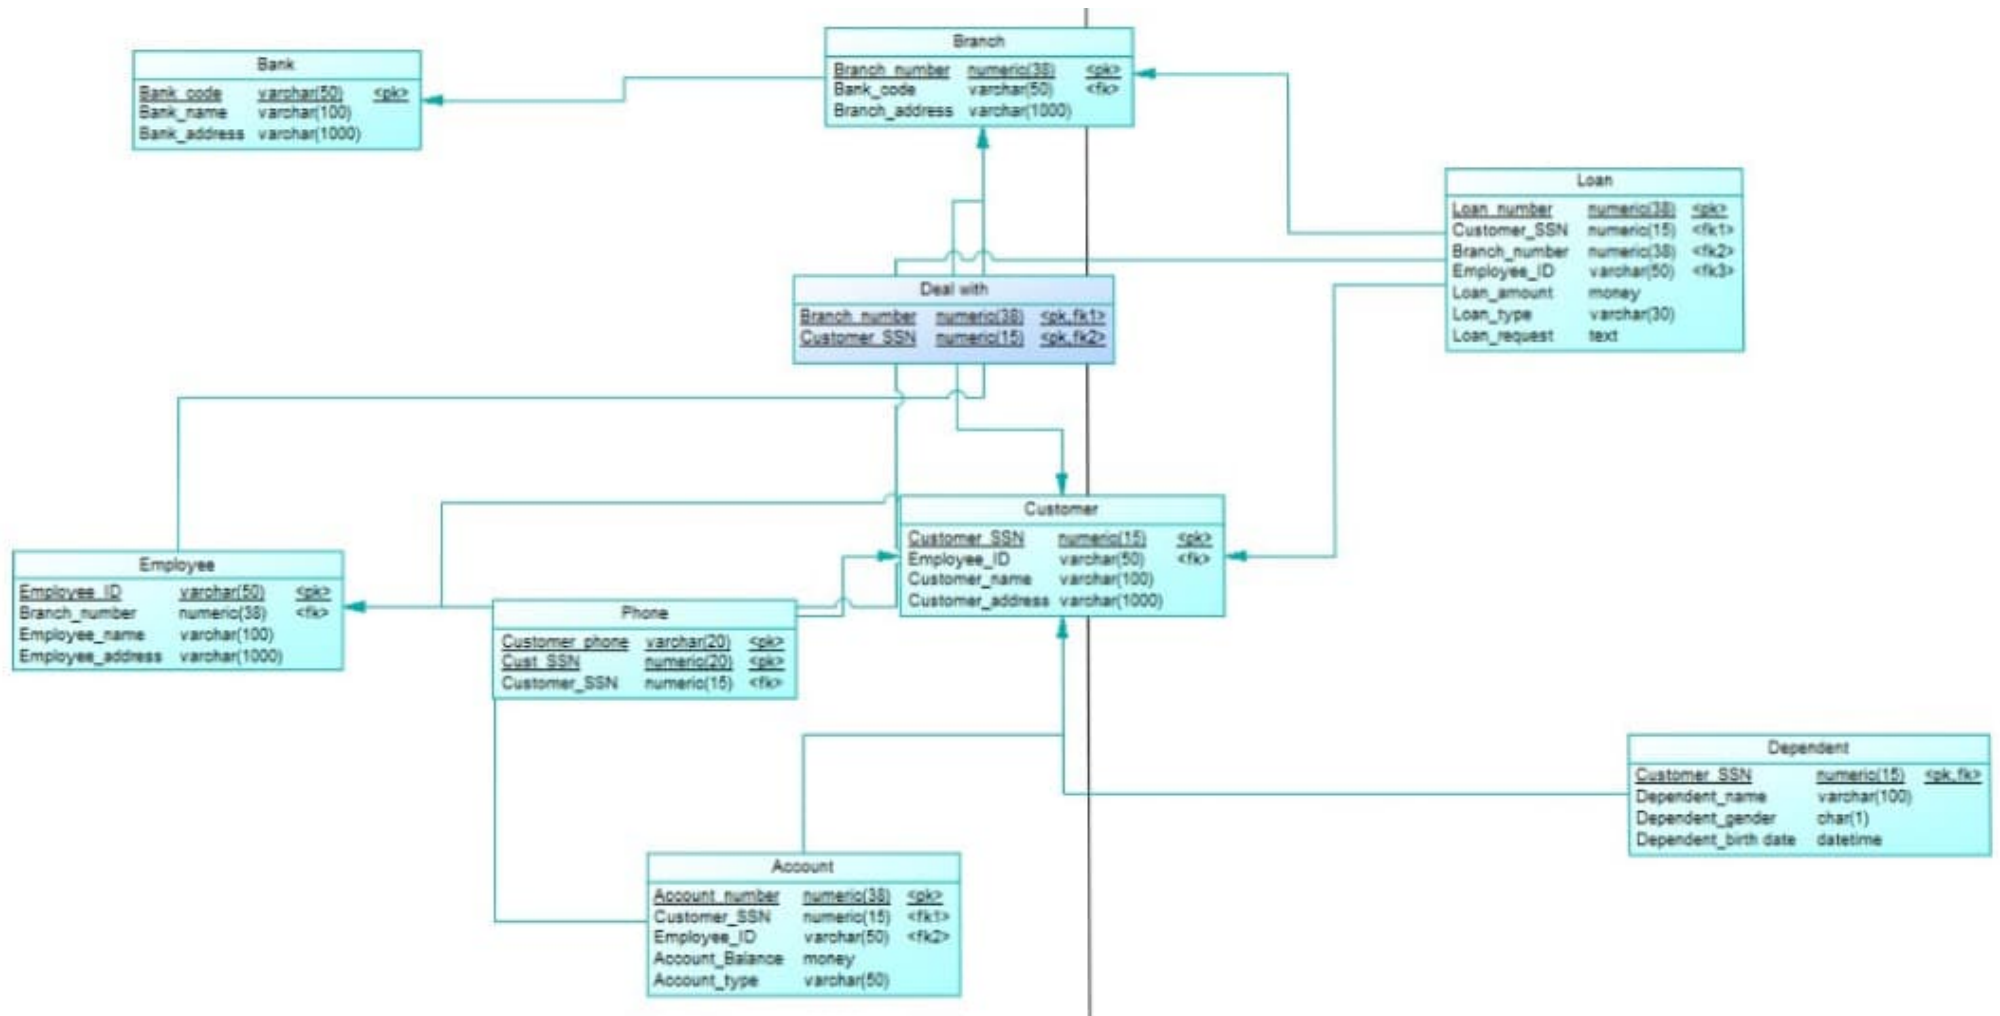 Branch
Branch_number numeric(38) <pk>
Bank_code varchar(50) <fk>
Branch_address varchar(1000)
Bank
Bank_code varchar(50) <pk>
Bank_name varchar(100)
Bank_address varchar(1000)
Loan
Loan_number numeric(38) <pk>
Customer_SSN numeric(15) <fk1>
Branch_number numeric(38) <fk2>
Employee_ID varchar(50) <fk3>
Loan_amount money
Loan_type varchar(30)
Loan_request text
Deal with
Branch_number numeric(38) <pk,fk1>
Customer_SSN numeric(15) <pk,fk2>
Customer
Customer_SSN numeric(15) <pk>
Employee_ID varchar(50) <fk>
Customer_name varchar(100)
Customer_address varchar(1000)
Employee
Employee_ID varchar(50) <pk>
Branch_number numeric(38) <fk>
Employee_name varchar(100)
Employee_address varchar(1000)
Phone
Customer_phone varchar(20) <pk>
Cust_SSN numeric(20) <pk>
Customer_SSN numeric(15) <fk>
Dependent
Customer_SSN numeric(15) <pk,fk>
Dependent_name varchar(100)
Dependent_gender char(1)
Dependent_birth date datetime
Account
Account_number numeric(38) <pk>
Customer_SSN numeric(15) <fk1>
Employee_ID varchar(50) <fk2>
Account_Balance money
Account_type varchar(50)